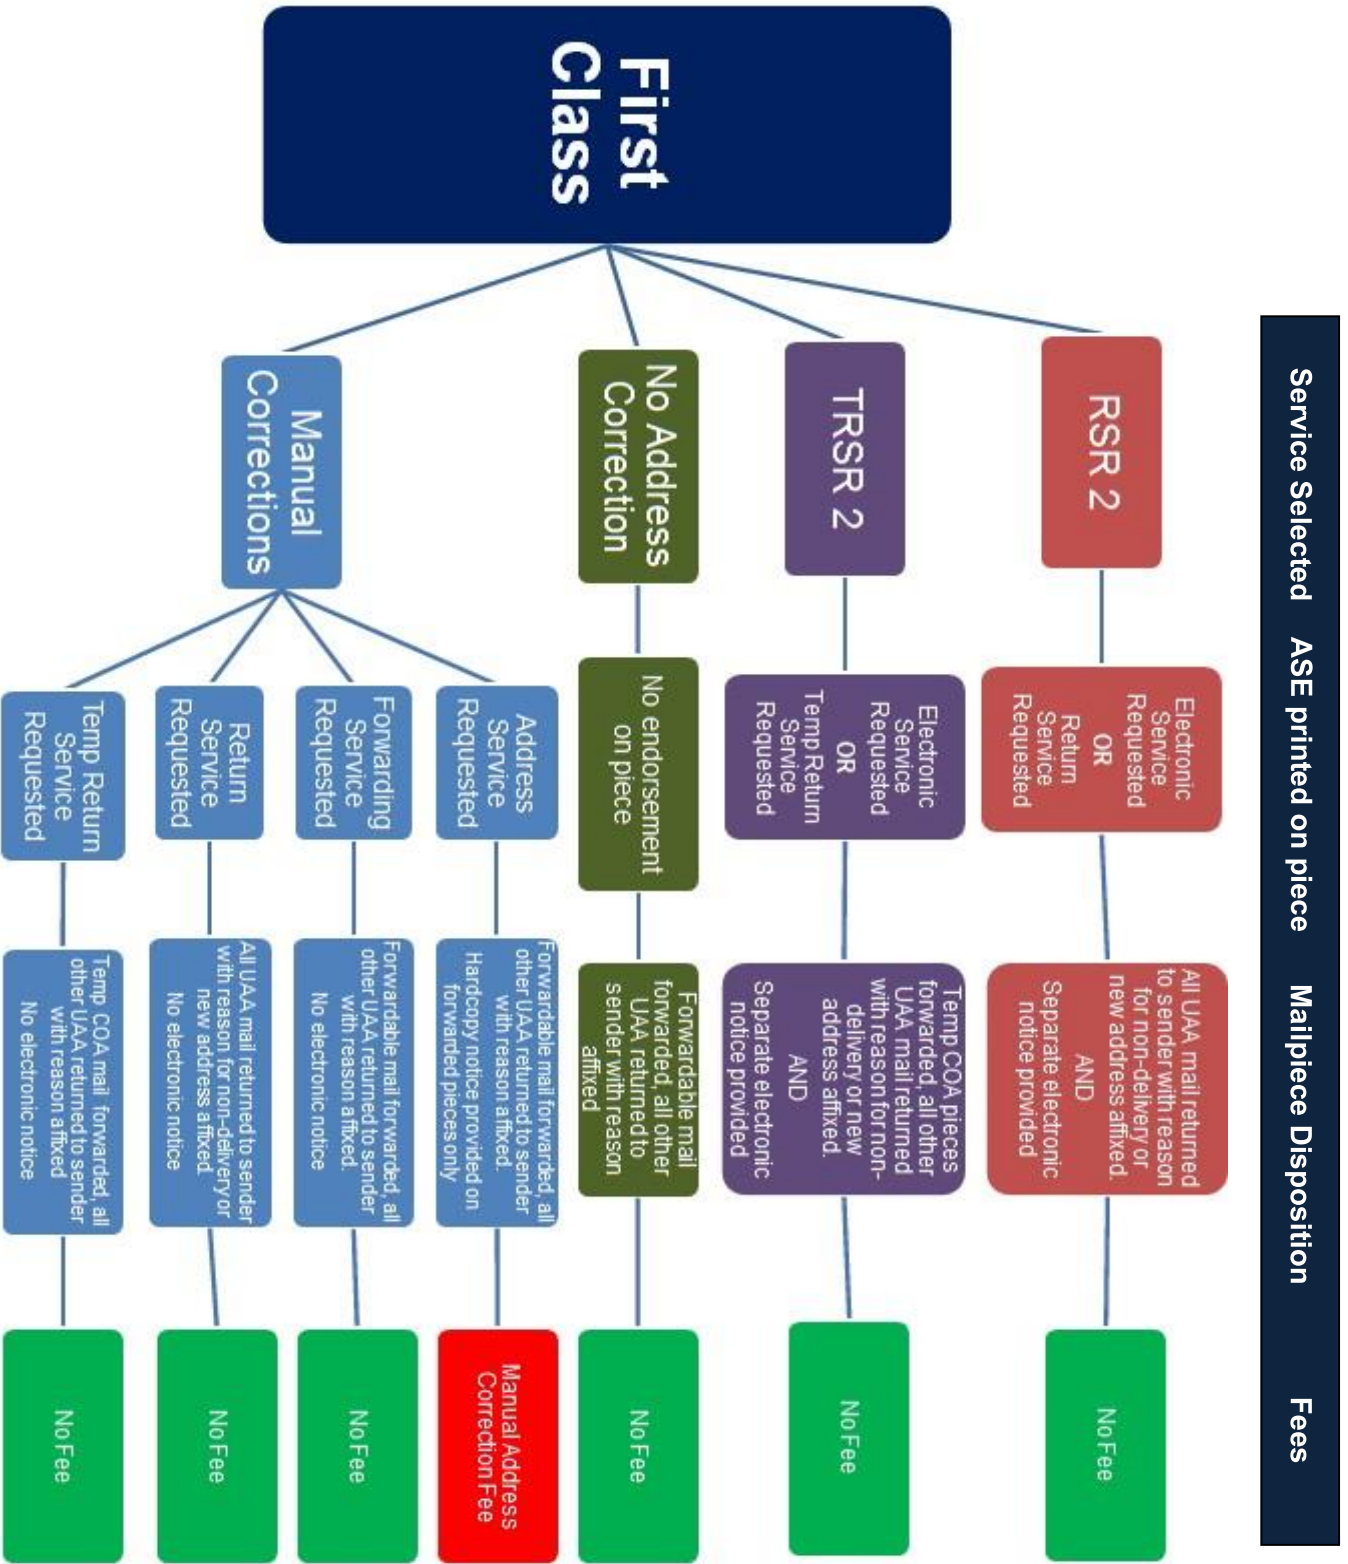 Service Selected ASE printed on piece Mailpiece Disposition Fees
First
Class
RSR 2
Electronic
Service
Requested
OR
Return
Service
Requested
All UAA mail returned
to sender with reason
for non-delivery or
new address affixed.
AND
Separate electronic
notice provided
No Fee
TRSR 2
Electronic
Service
Requested
OR
Temp Return
Service
Requested
Temp COA pieces
forwarded, all other
UAA mail returned
with reason for non-
delivery or new
address affixed.
AND
Separate electronic
notice provided
No Fee
No Address
Correction
No endorsement
on piece
Forwardable mail
forwarded, all other
UAA returned to
sender with reason
affixed
No Fee
Manual
Corrections
Address
Service
Requested
Forwardable mail forwarded, all
other UAA returned to sender
with reason affixed.
Hardcopy notice provided on
forwarded pieces only
Manual Address
Correction Fee
Forwarding
Service
Requested
Forwardable mail forwarded, all
other UAA returned to sender
with reason affixed.
No electronic notice
No Fee
Return
Service
Requested
All UAA mail returned to sender
with reason for non-delivery or
new address affixed.
No electronic notice
No Fee
Temp Return
Service
Requested
Temp COA mail forwarded, all
other UAA returned to sender
with reason affixed
No electronic notice
No Fee